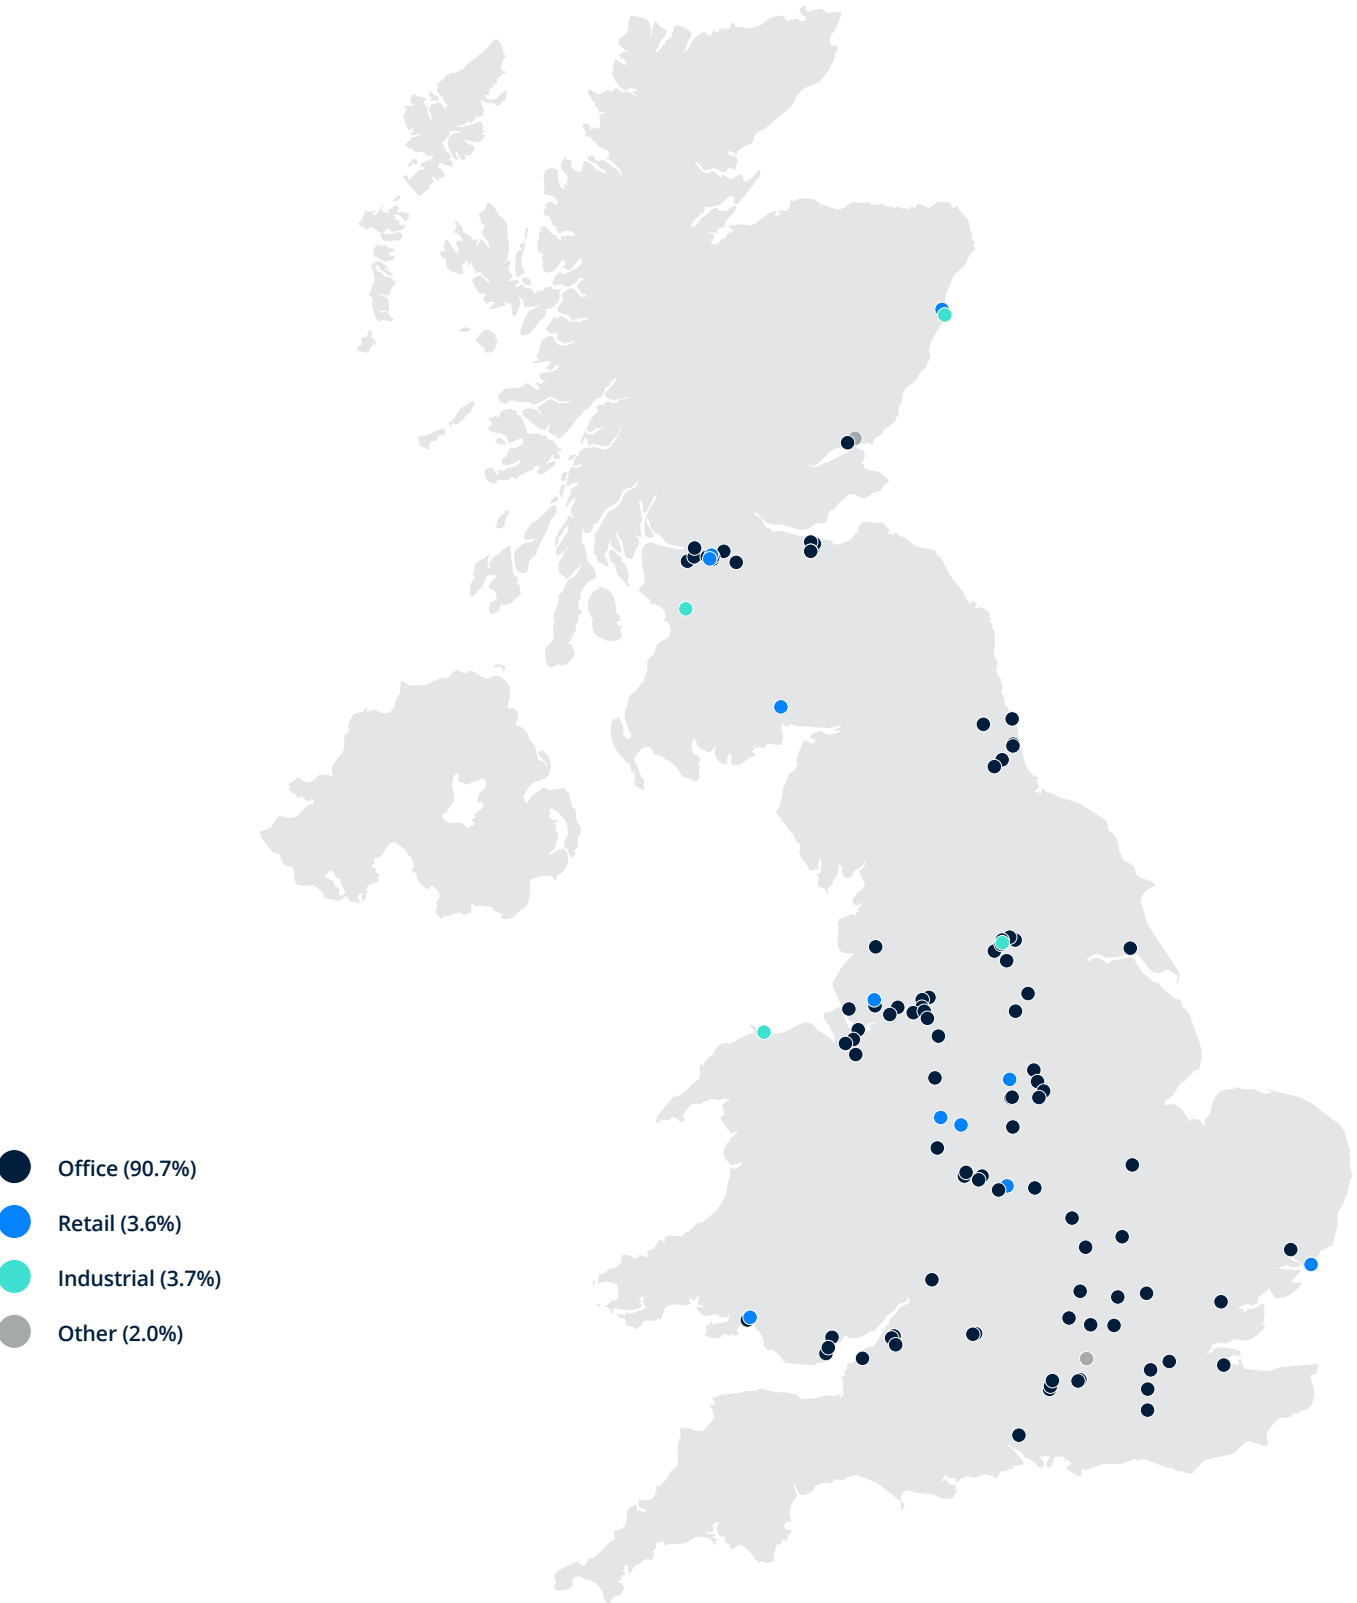 Office (90.7%)
Retail (3.6%)
Industrial (3.7%)
Other (2.0%)